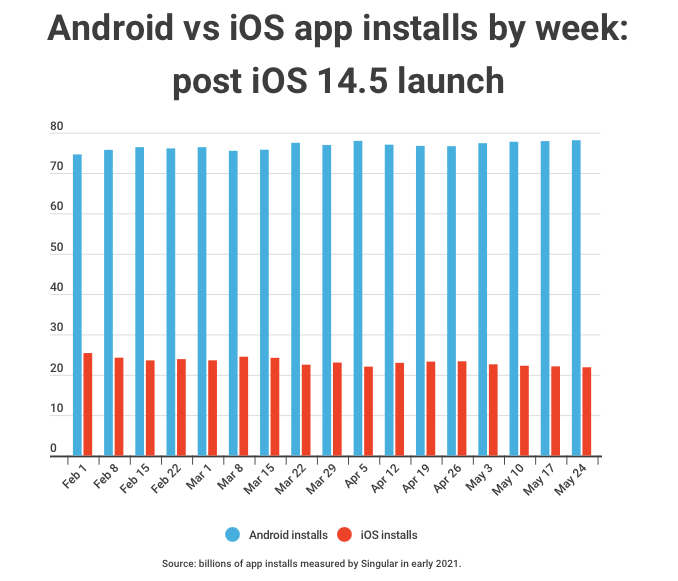 Android vs iOS app installs by week:
post iOS 14.5 launch
80
70
60
50
40
30
20
10
0
Feb 1
Feb 8
Feb 15
Feb 22
Mar 1
Mar 8
Mar 15
Mar 22
Mar 29
Apr 5
Apr 12
Apr 19
Apr 26
May 3
May 10
May 17
May 24
Android installs
iOS installs
Source: billions of app installs measured by Singular in early 2021.